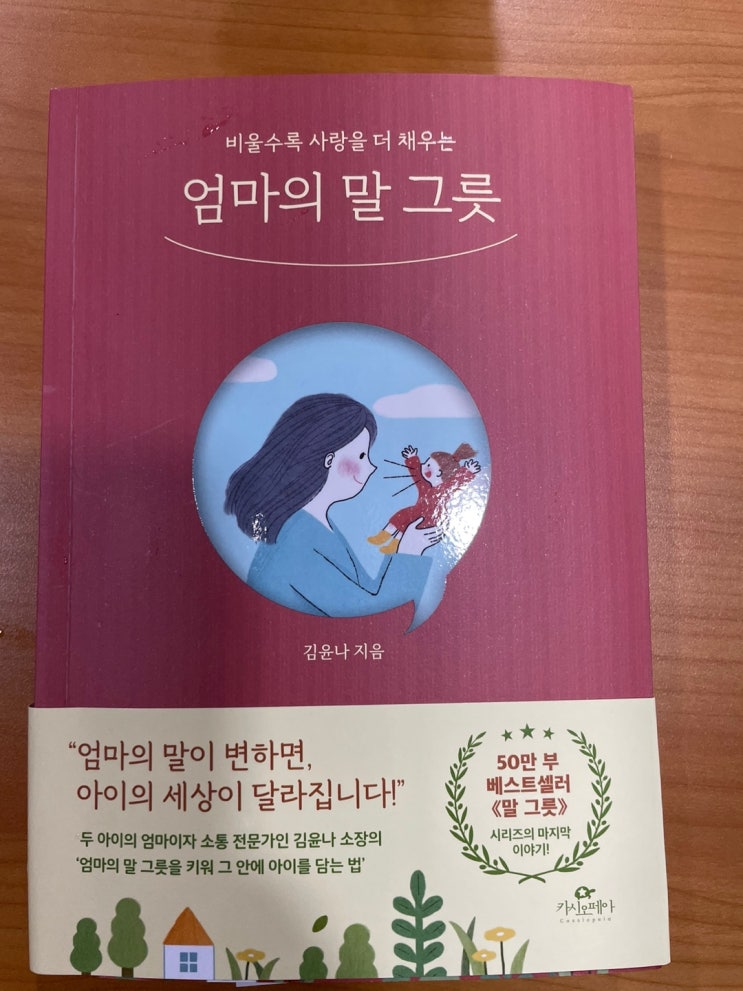 비울수록 사랑을 더 채우는
엄마의 말 그릇
김윤나 지음
“엄마의 말이 변하면,
아이의 세상이 달라집니다!”
두 아이의 엄마이자 소통 전문가인 김윤나 소장의
‘엄마의 말 그릇을 키워 그 안에 아이를 담는 법’
50만 부
베스트셀러
《말 그릇》
시리즈의 마지막
이야기!
카시오페아
Cassiopeia